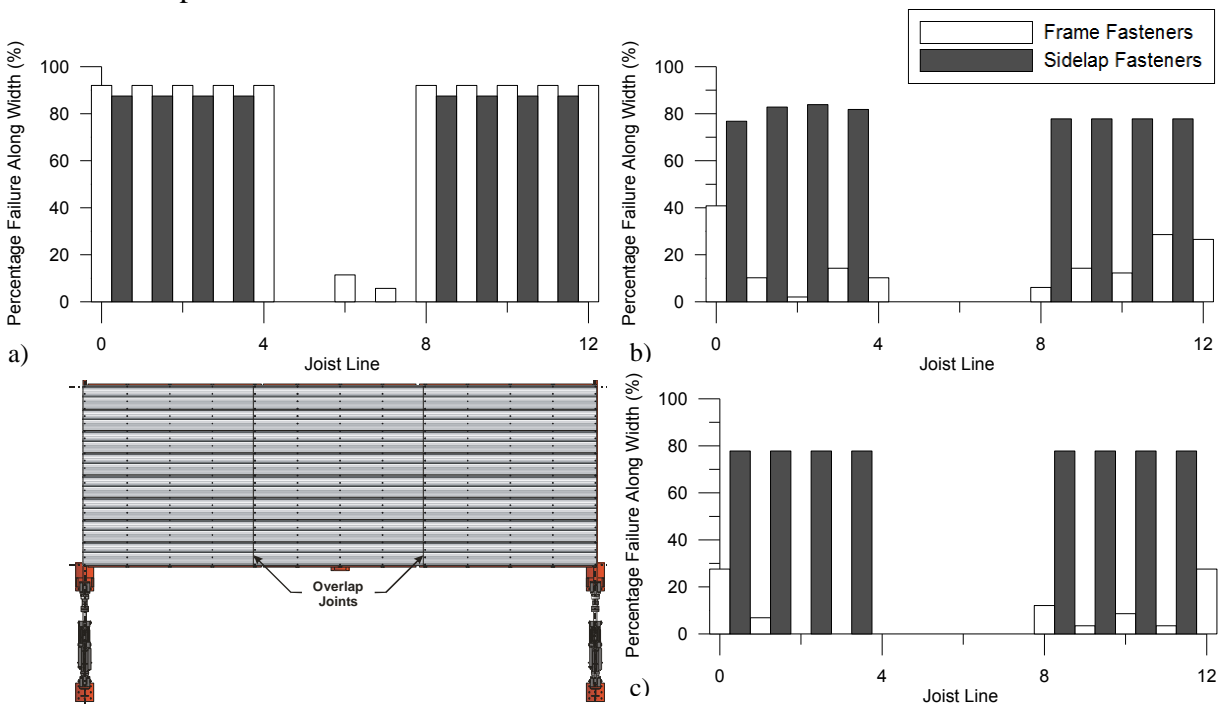 Frame Fasteners
Sidelap Fasteners
Percentage Failure Along Width (%)
100
80
60
40
20
0
0 4 8 12
Joist Line
a)
Percentage Failure Along Width (%)
100
80
60
40
20
0
0 4 8 12
Joist Line
b)
Overlap
Joints
Percentage Failure Along Width (%)
100
80
60
40
20
0
0 4 8 12
Joist Line
c)